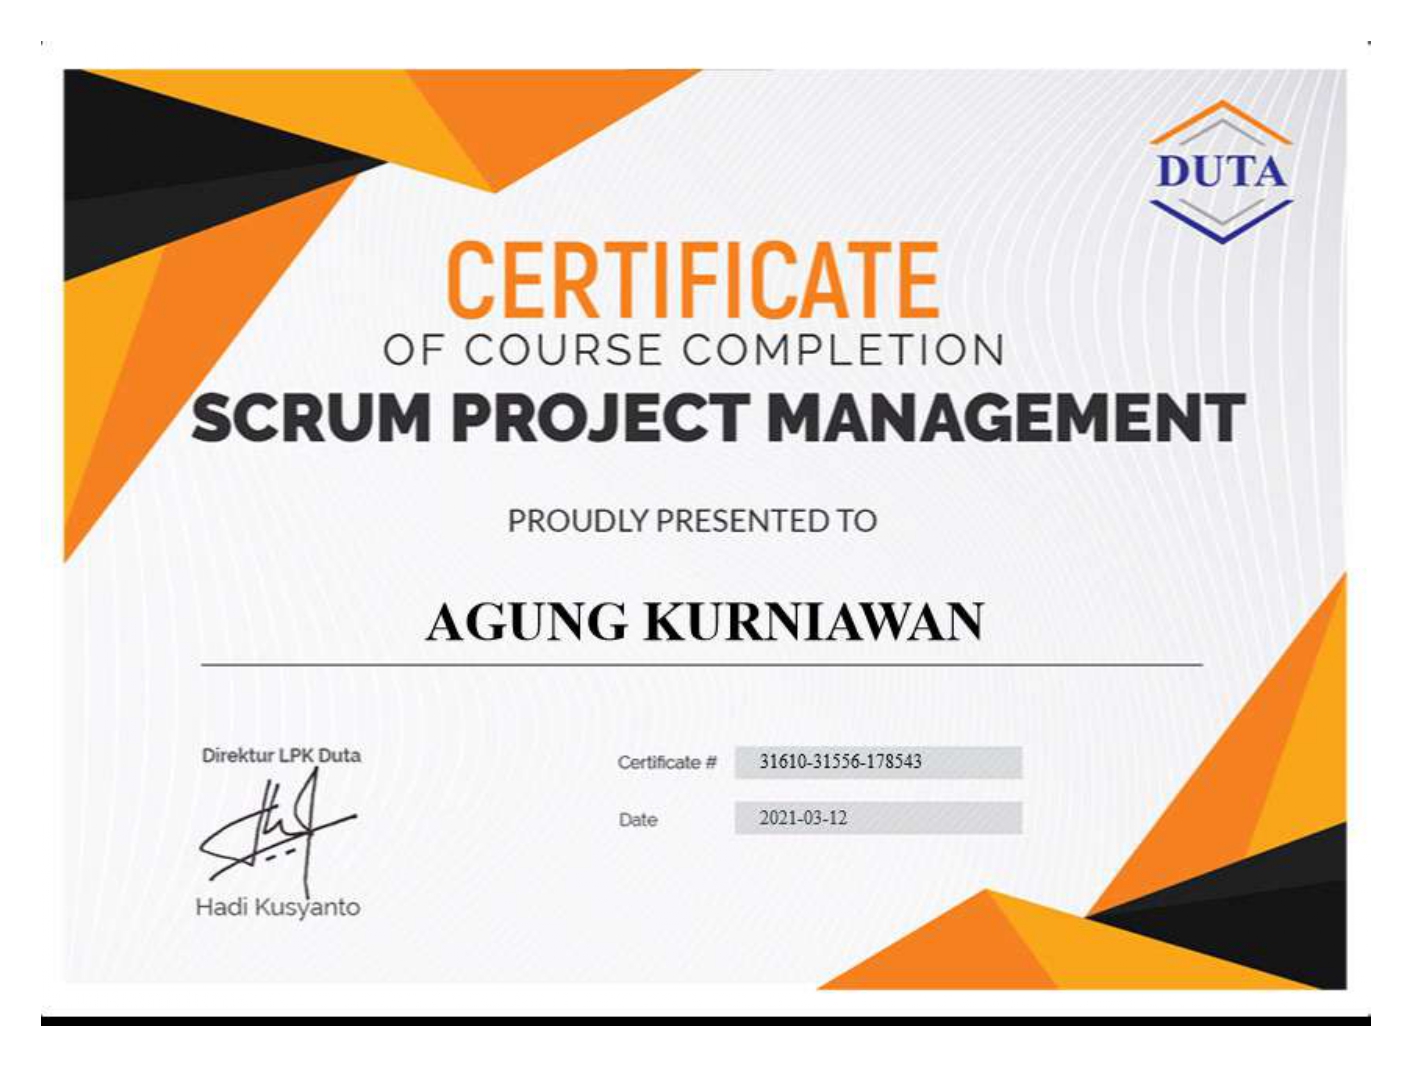 DUTA
CERTIFICATE
OF COURSE COMPLETION
SCRUM PROJECT MANAGEMENT
PROUDLY PRESENTED TO
AGUNG KURNIAWAN
Direktur LPK Duta
Hadi Kusyanto
Certificate # 31610-31556-178543
Date 2021-03-12